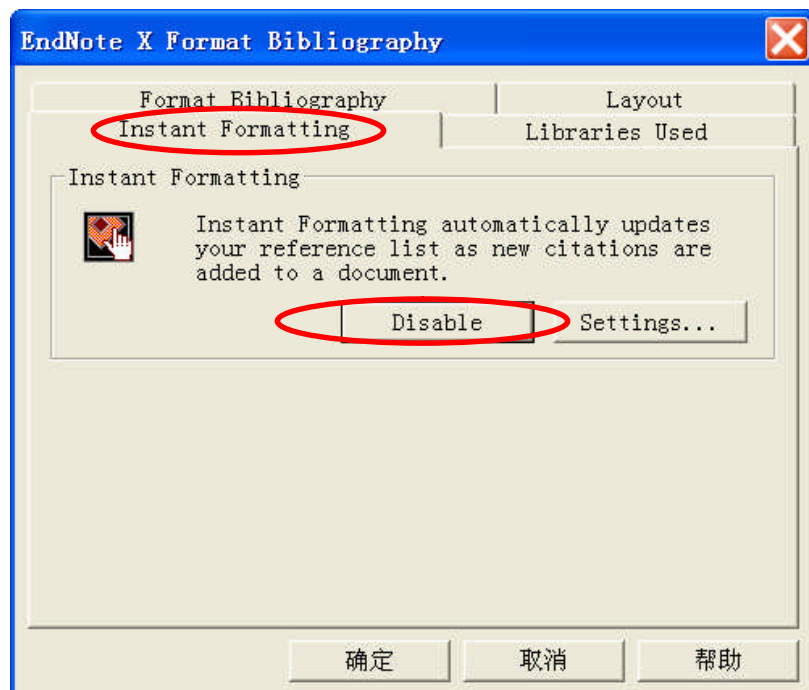 EndNote X Format Bibliography
Format Bibliography
Layout
Instant Formatting
Libraries Used
Instant Formatting
Instant Formatting automatically updates
your reference list as new citations are
added to a document.
Disable
Settings...
确定
取消
帮助